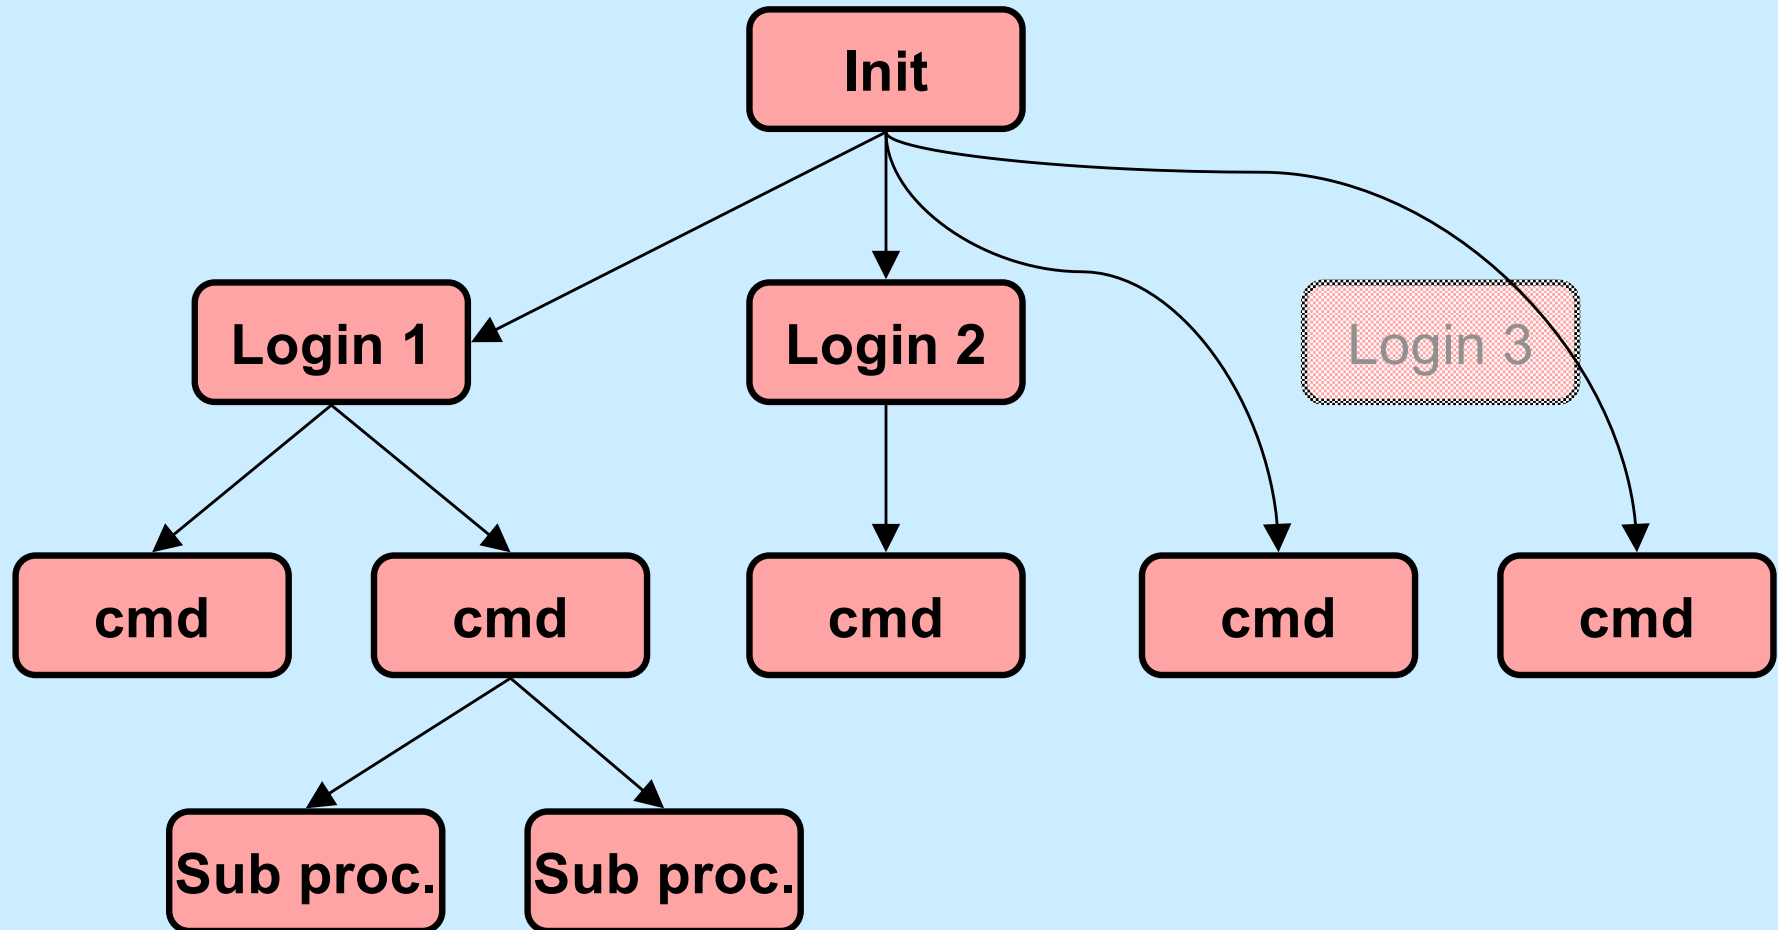 Init
Login 1
Login 2
Login 3
cmd
cmd
cmd
cmd
cmd
Sub proc.
Sub proc.